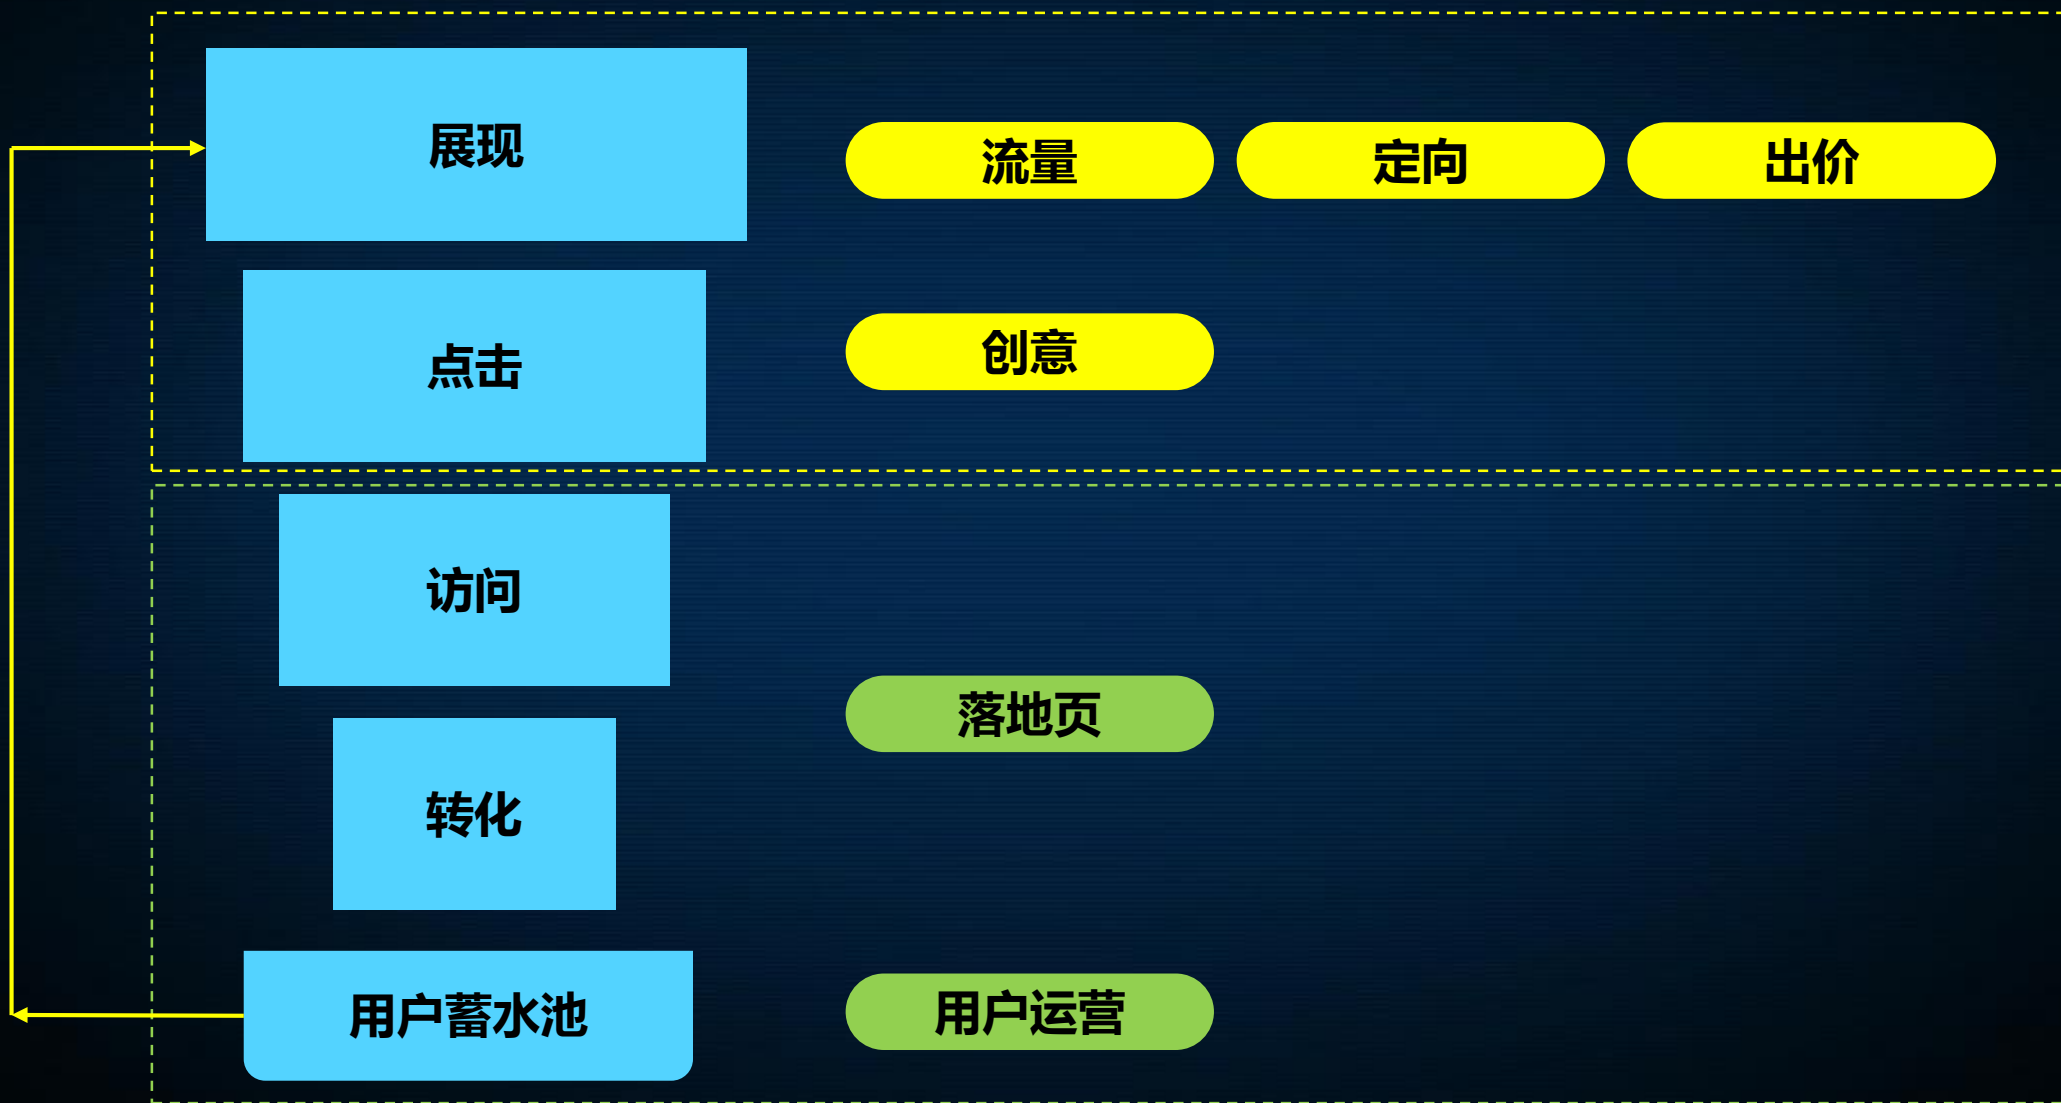 展现
流量
定向
出价
点击
创意
访问
落地页
转化
用户蓄水池
用户运营